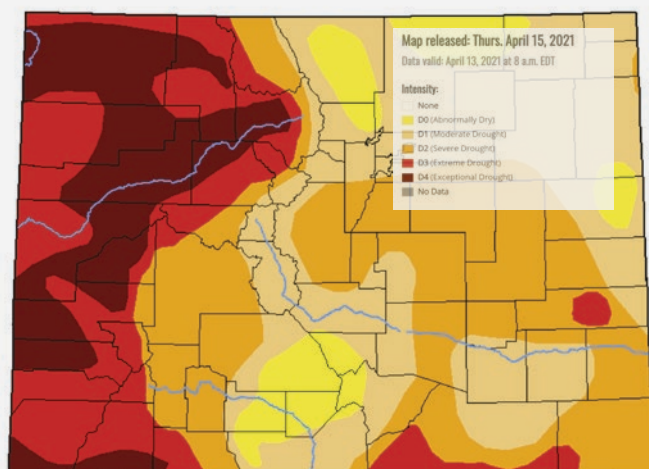 Map released: Thurs. April 15, 2021
Data valid: April 13, 2021 at 8 a.m. EDT
Intensity:
None
D0 (Abnormally Dry)
D1 (Moderate Drought)
D2 (Severe Drought)
D3 (Extreme Drought)
D4 (Exceptional Drought)
No Data